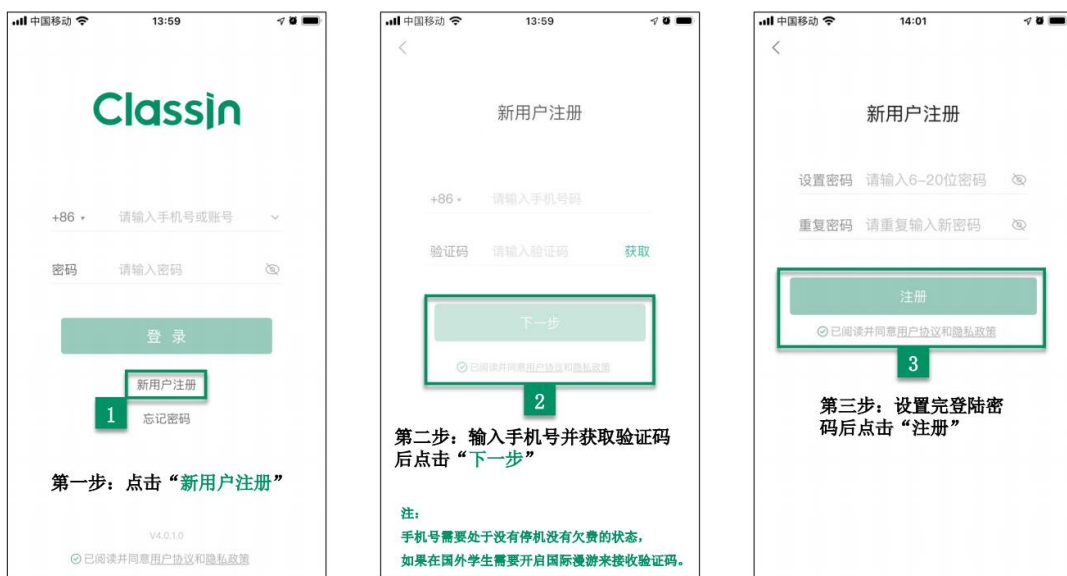 中国移动 13:59
Classin
+86 请输入手机号或账号
密码 请输入密码
登录
新用户注册
1
忘记密码
第一步：点击“新用户注册”
V4.0.1.0
已阅读并同意用户协议和隐私政策
中国移动 13:59
新用户注册
+86 请输入手机号码
验证码 请输入验证码 获取
下一步
已阅读并同意用户协议和隐私政策
2
第二步：输入手机号并获取验证码
后点击“下一步”
注：
手机号需要处于没有停机没有欠费的状态，
如果在国外学生需要开启国际漫游来接收验证码。
中国移动 14:01
新用户注册
设置密码 请输入6-20位密码
重复密码 请重复输入新密码
注册
已阅读并同意用户协议和隐私政策
3
第三步：设置完登陆密
码后点击“注册”